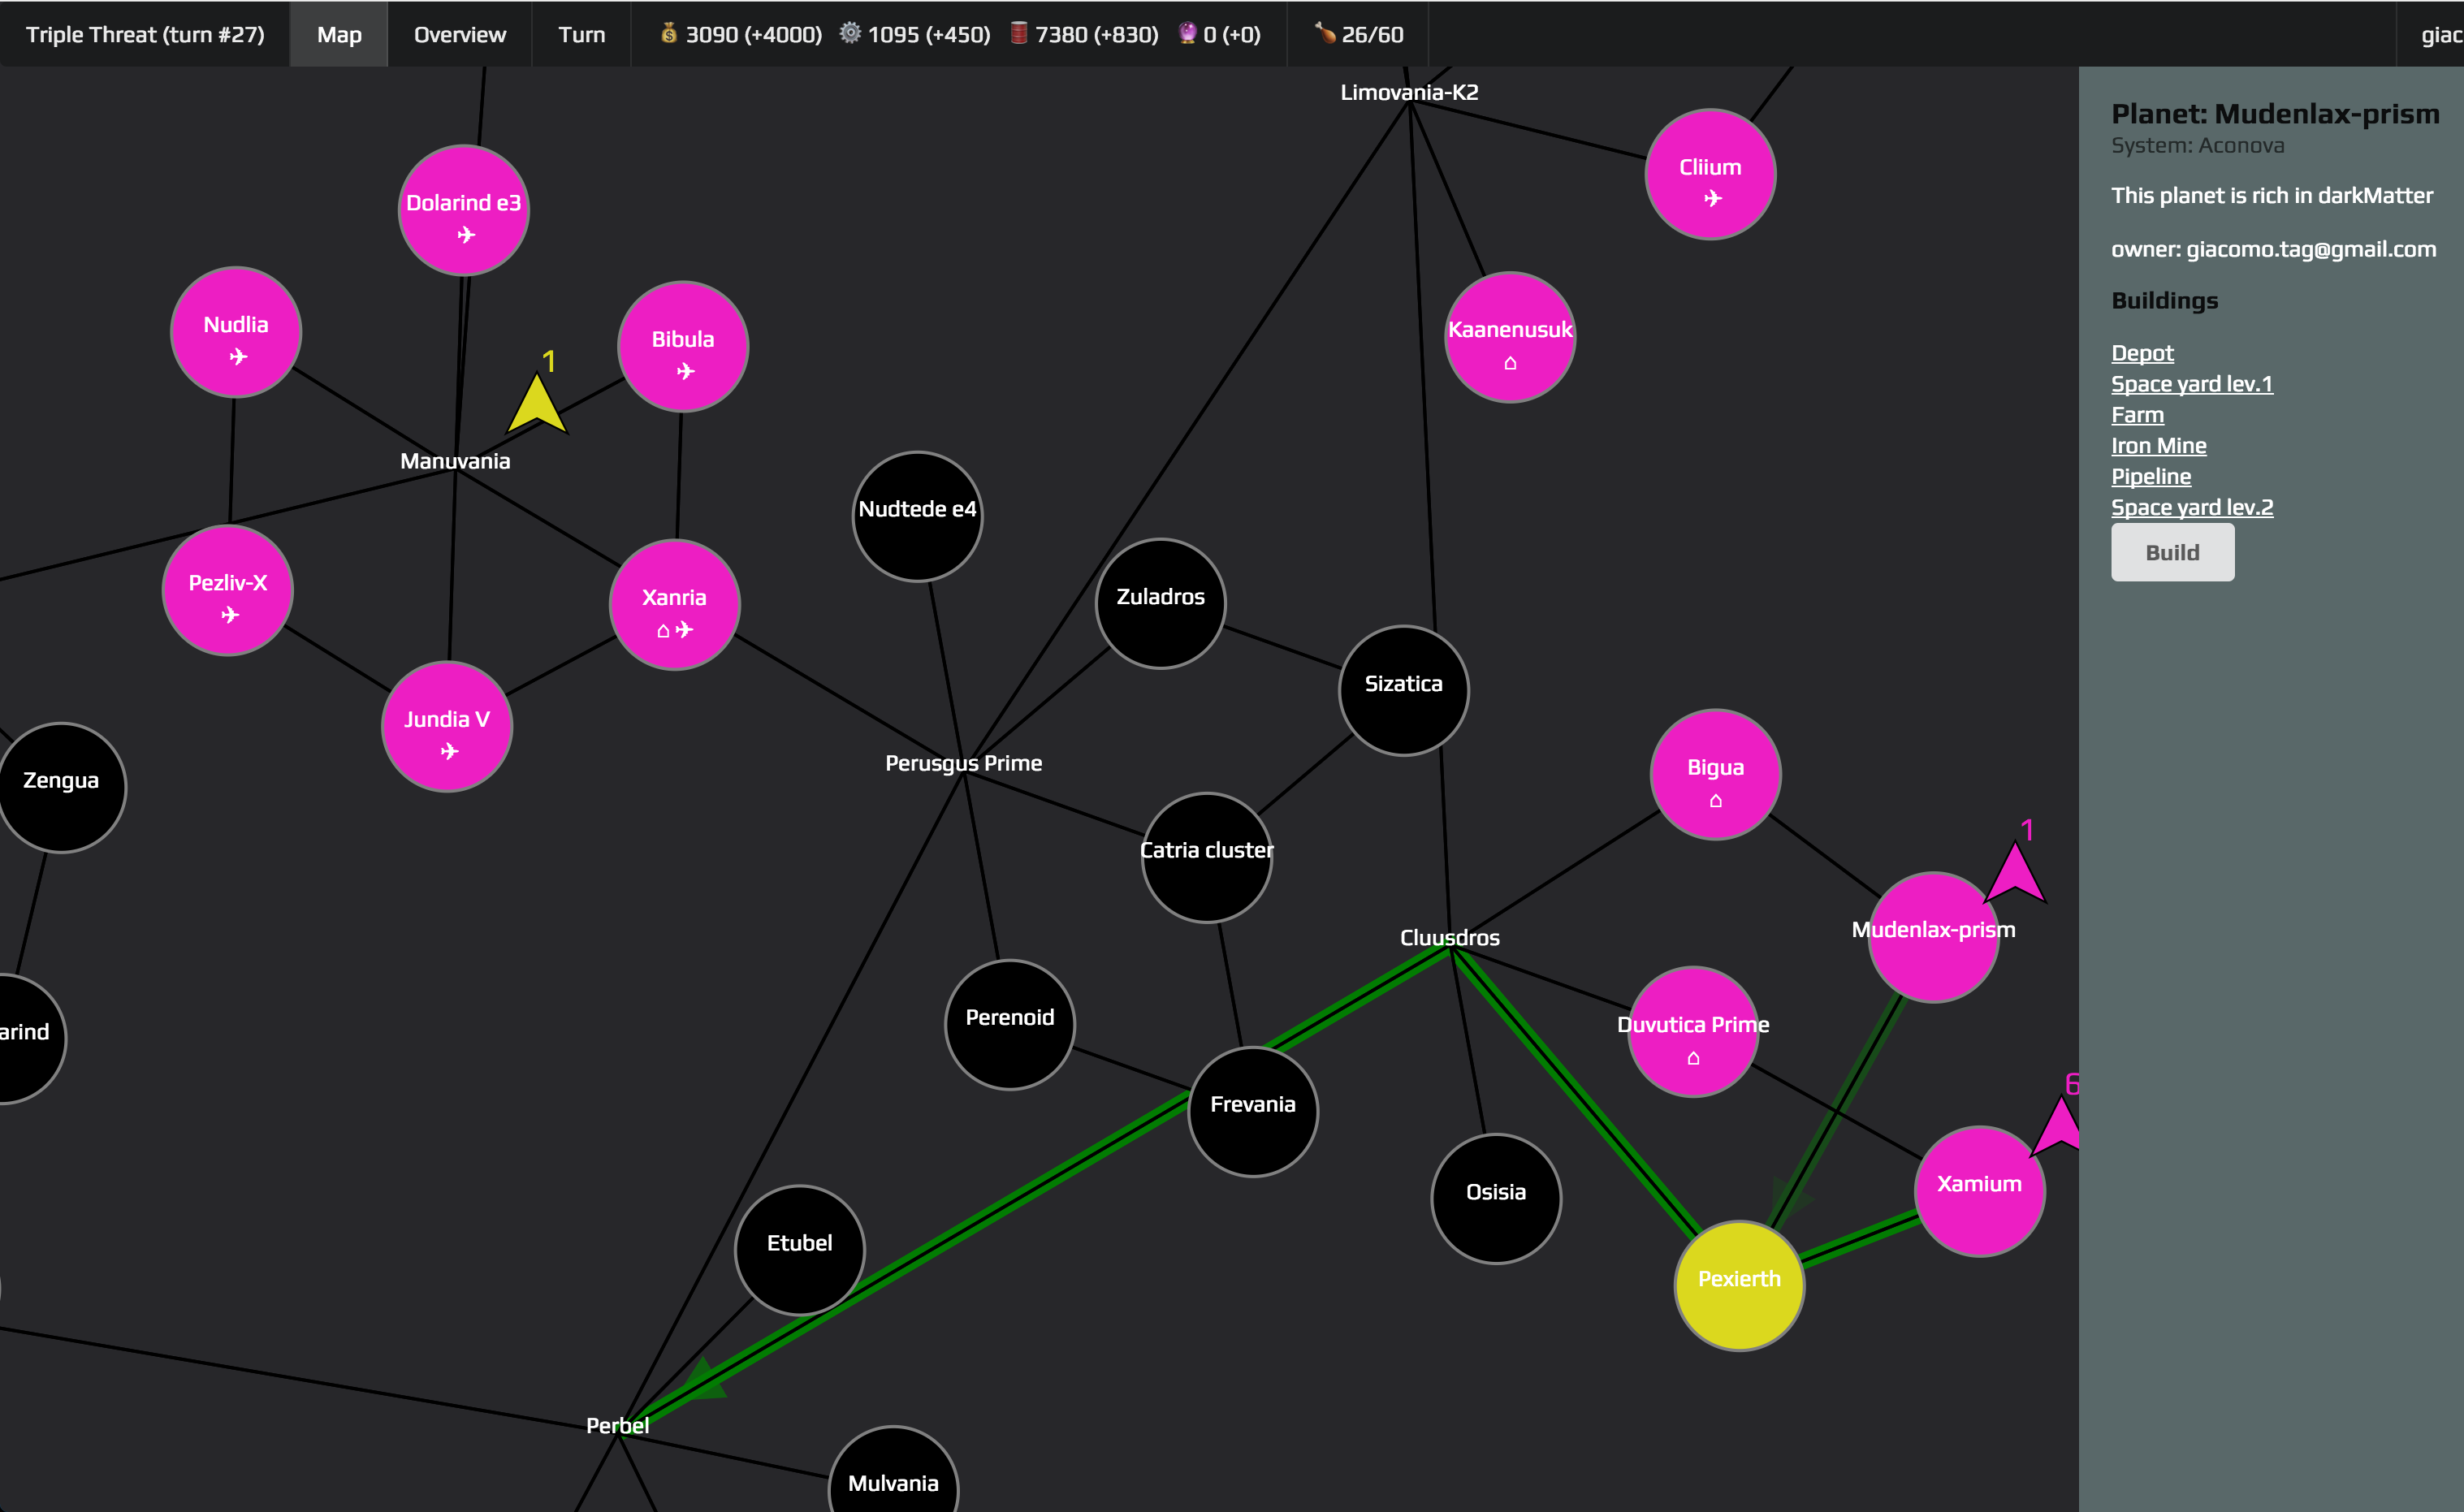 Triple Threat (turn #27) Map Overview Turn 3090 (+4000) 1095 (+450) 7380 (+830) 0 (+0) 26/60 giac
Limovania-K2
Cliium
Dolarind e3
Nudlia
Bibula
Kaanenusuk
1
Manuvania
Nudtede e4
Pezliv-X
Xanria
Zuladros
Sizatica
Jundia V
Perusgus Prime
Zengua
Bigua
Catria cluster
1
Cluusdros
Mudenlax-prism
Perenoid
Duvutica Prime
arind
Frevania
6
Osisia
Xamium
Etubel
Pexierth
Perbel
Mulvania
Planet: Mudenlax-prism
System: Aconova
This planet is rich in darkMatter
owner: giacomo.tag@gmail.com
Buildings
Depot
Space yard lev.1
Farm
Iron Mine
Pipeline
Space yard lev.2
Build